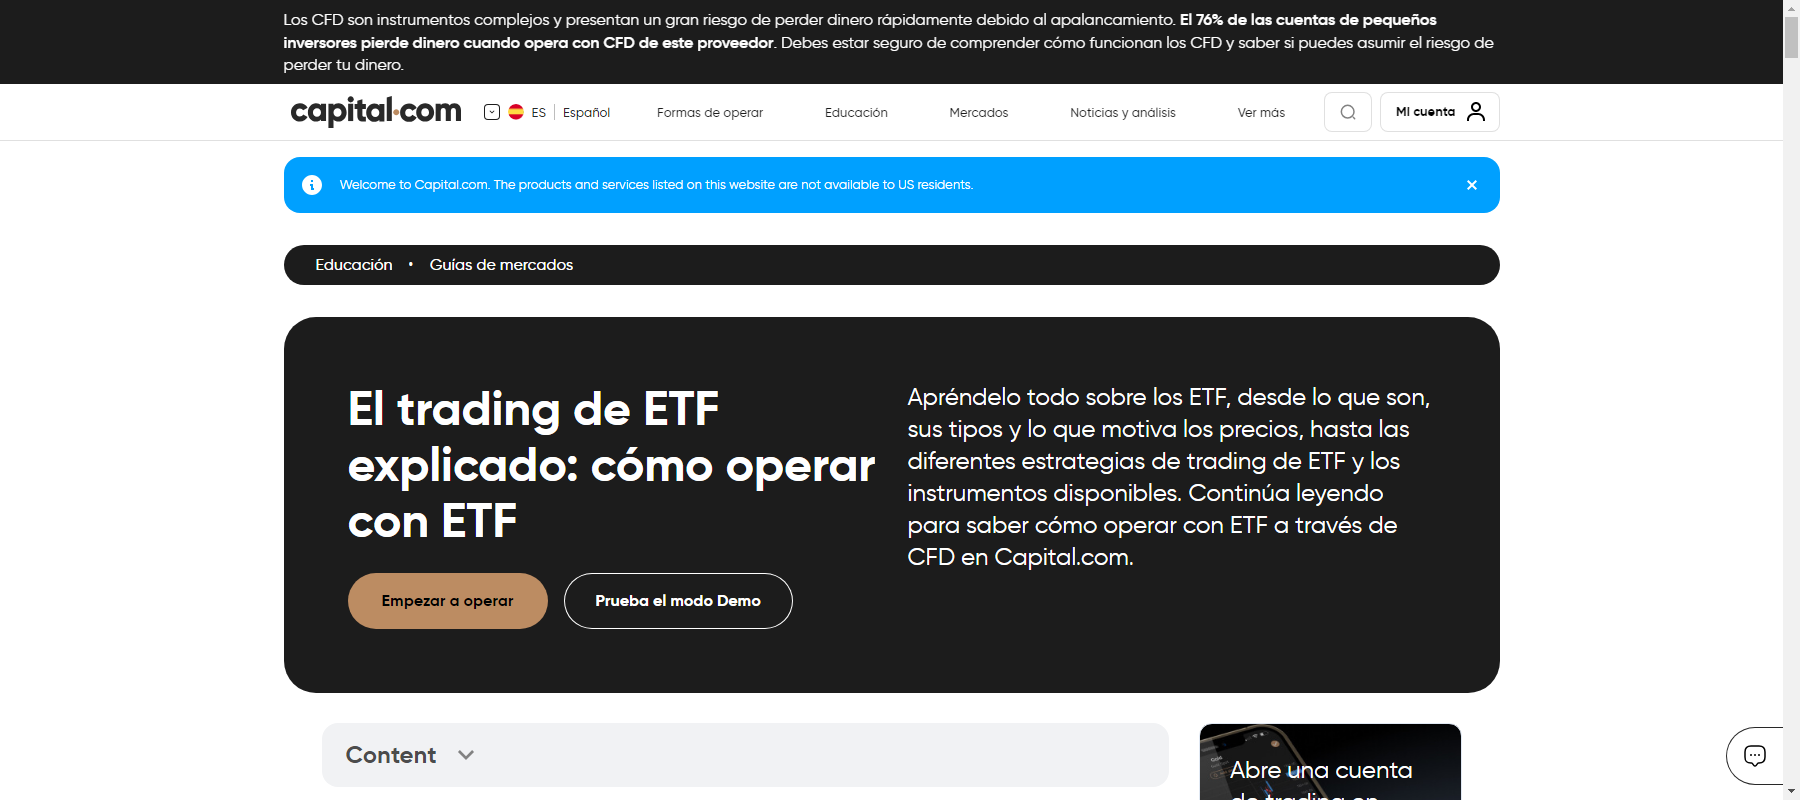 Los CFD son instrumentos complejos y presentan un gran riesgo de perder dinero rápidamente debido al apalancamiento. El 76% de las cuentas de pequeños
inversores pierde dinero cuando opera con CFD de este proveedor. Debes estar seguro de comprender cómo funcionan los CFD y saber si puedes asumir el riesgo de
perder tu dinero.
capital.com ES Español Formas de operar Educación Mercados Noticias y análisis Ver más Mi cuenta
Welcome to Capital.com. The products and services listed on this website are not available to US residents.
Educación • Guías de mercados
El trading de ETF
explicado: cómo operar
con ETF
Empezar a operar Prueba el modo Demo
Apréndelo todo sobre los ETF, desde lo que son,
sus tipos y lo que motiva los precios, hasta las
diferentes estrategias de trading de ETF y los
instrumentos disponibles. Continúa leyendo
para saber cómo operar con ETF a través de
CFD en Capital.com.
Content
Abre una cuenta
de trading en